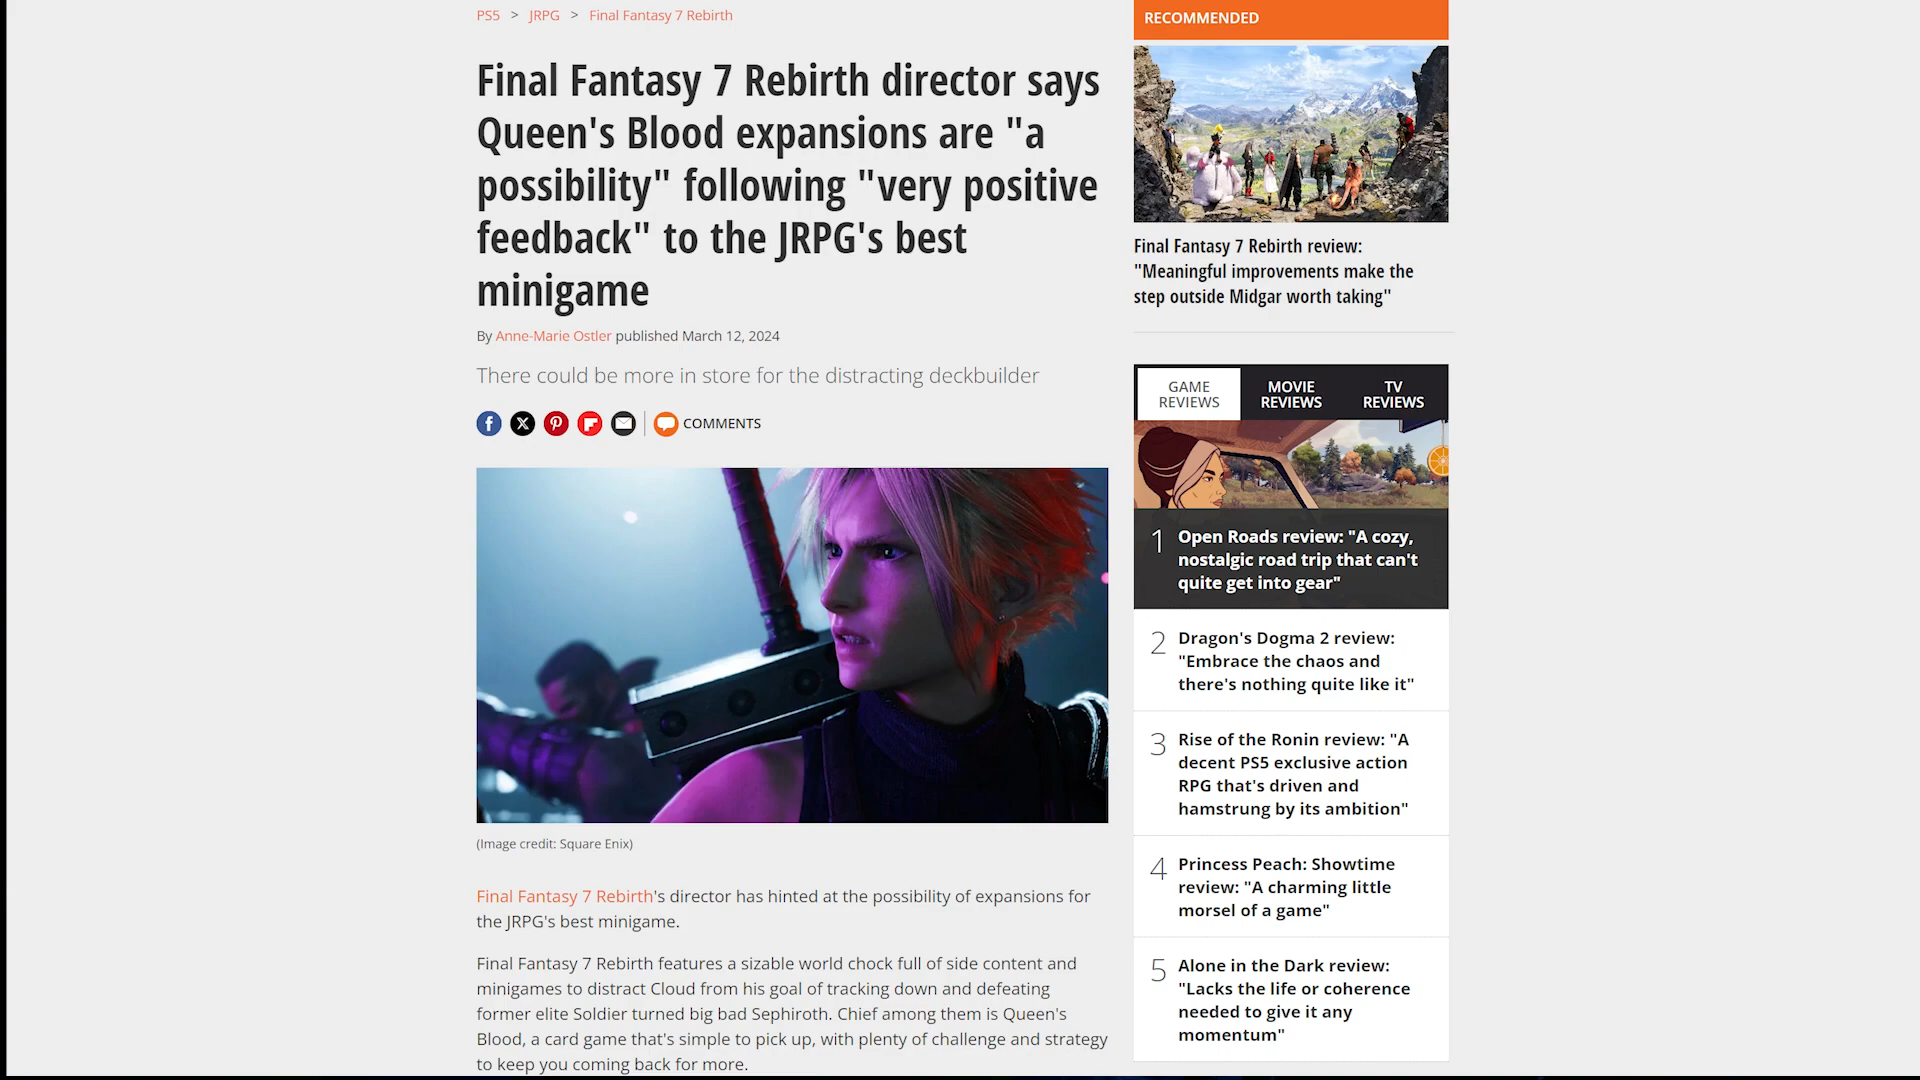 PS5 > JRPG > Final Fantasy 7 Rebirth
Final Fantasy 7 Rebirth director says
Queen's Blood expansions are "a
possibility" following "very positive
feedback" to the JRPG's best
minigame
By Anne-Marie Ostler published March 12, 2024
There could be more in store for the distracting deckbuilder
COMMENTS
(Image credit: Square Enix)
Final Fantasy 7 Rebirth's director has hinted at the possibility of expansions for
the JRPG's best minigame.
Final Fantasy 7 Rebirth features a sizable world chock full of side content and
minigames to distract Cloud from his goal of tracking down and defeating
former elite Soldier turned big bad Sephiroth. Chief among them is Queen's
Blood, a card game that's simple to pick up, with plenty of challenge and strategy
to keep you coming back for more.
RECOMMENDED
Final Fantasy 7 Rebirth review:
"Meaningful improvements make the
step outside Midgar worth taking"
GAME
REVIEWS
MOVIE
REVIEWS
TV
REVIEWS
1 Open Roads review: "A cozy,
nostalgic road trip that can't
quite get into gear"
2 Dragon's Dogma 2 review:
"Embrace the chaos and
there's nothing quite like it"
3 Rise of the Ronin review: "A
decent PS5 exclusive action
RPG that's driven and
hamstrung by its ambition"
4 Princess Peach: Showtime
review: "A charming little
morsel of a game"
5 Alone in the Dark review:
"Lacks the life or coherence
needed to give it any
momentum"